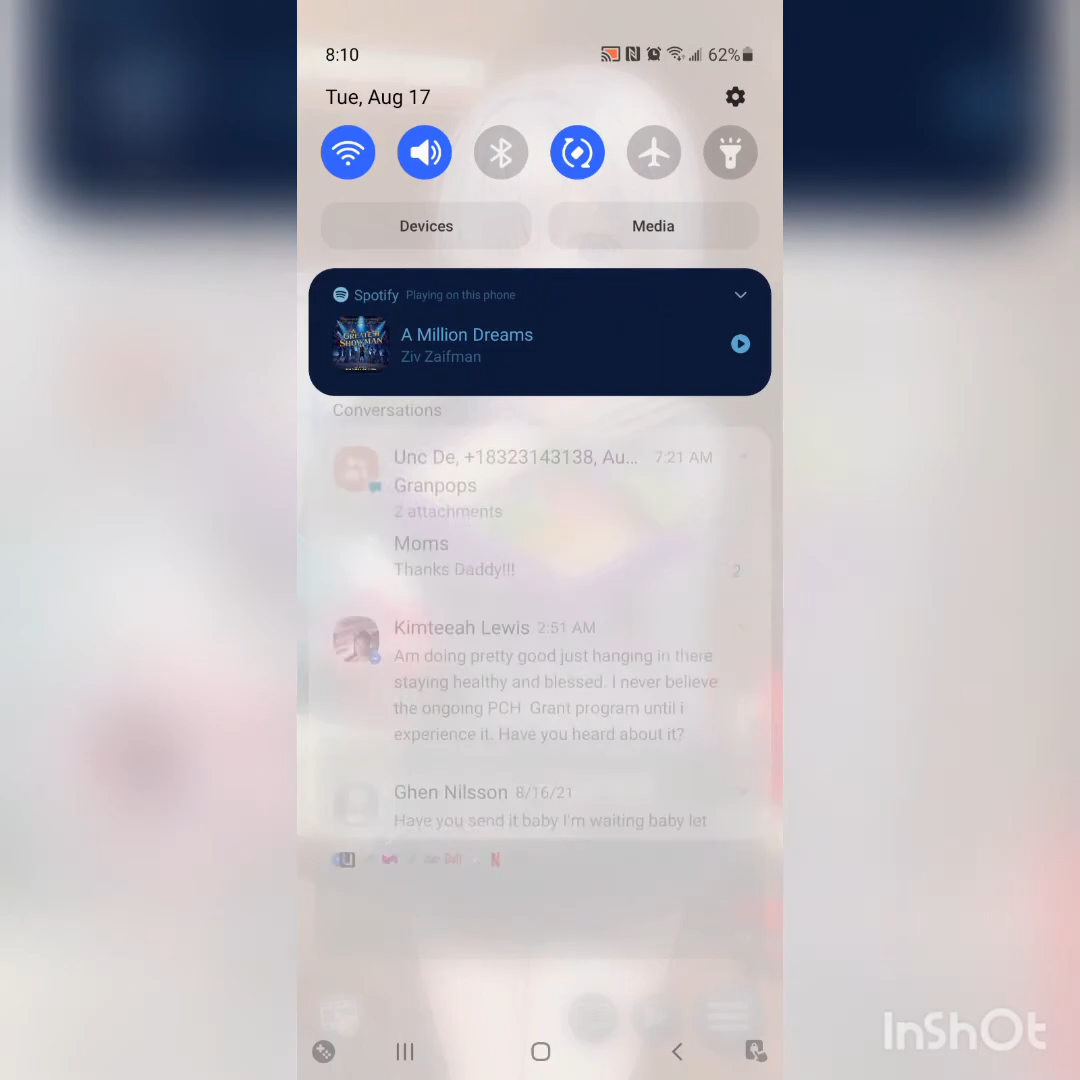 8:10
62%
Tue, Aug 17
Devices
Media
Spotify Playing on this phone
GREATEST
SHOWMAN
A Million Dreams
Ziv Zaifman
Conversations
Unc De, +18323143138, Au... 7:21 AM
Granpops
2 attachments
Moms
Thanks Daddy!!!
2
Kimteeah Lewis 2:51 AM
Am doing pretty good just hanging in there
staying healthy and blessed. I never believe
the ongoing PCH Grant program until i
experience it. Have you heard about it?
Ghen Nilsson 8/16/21
Have you send it baby I'm waiting baby let
InShOt